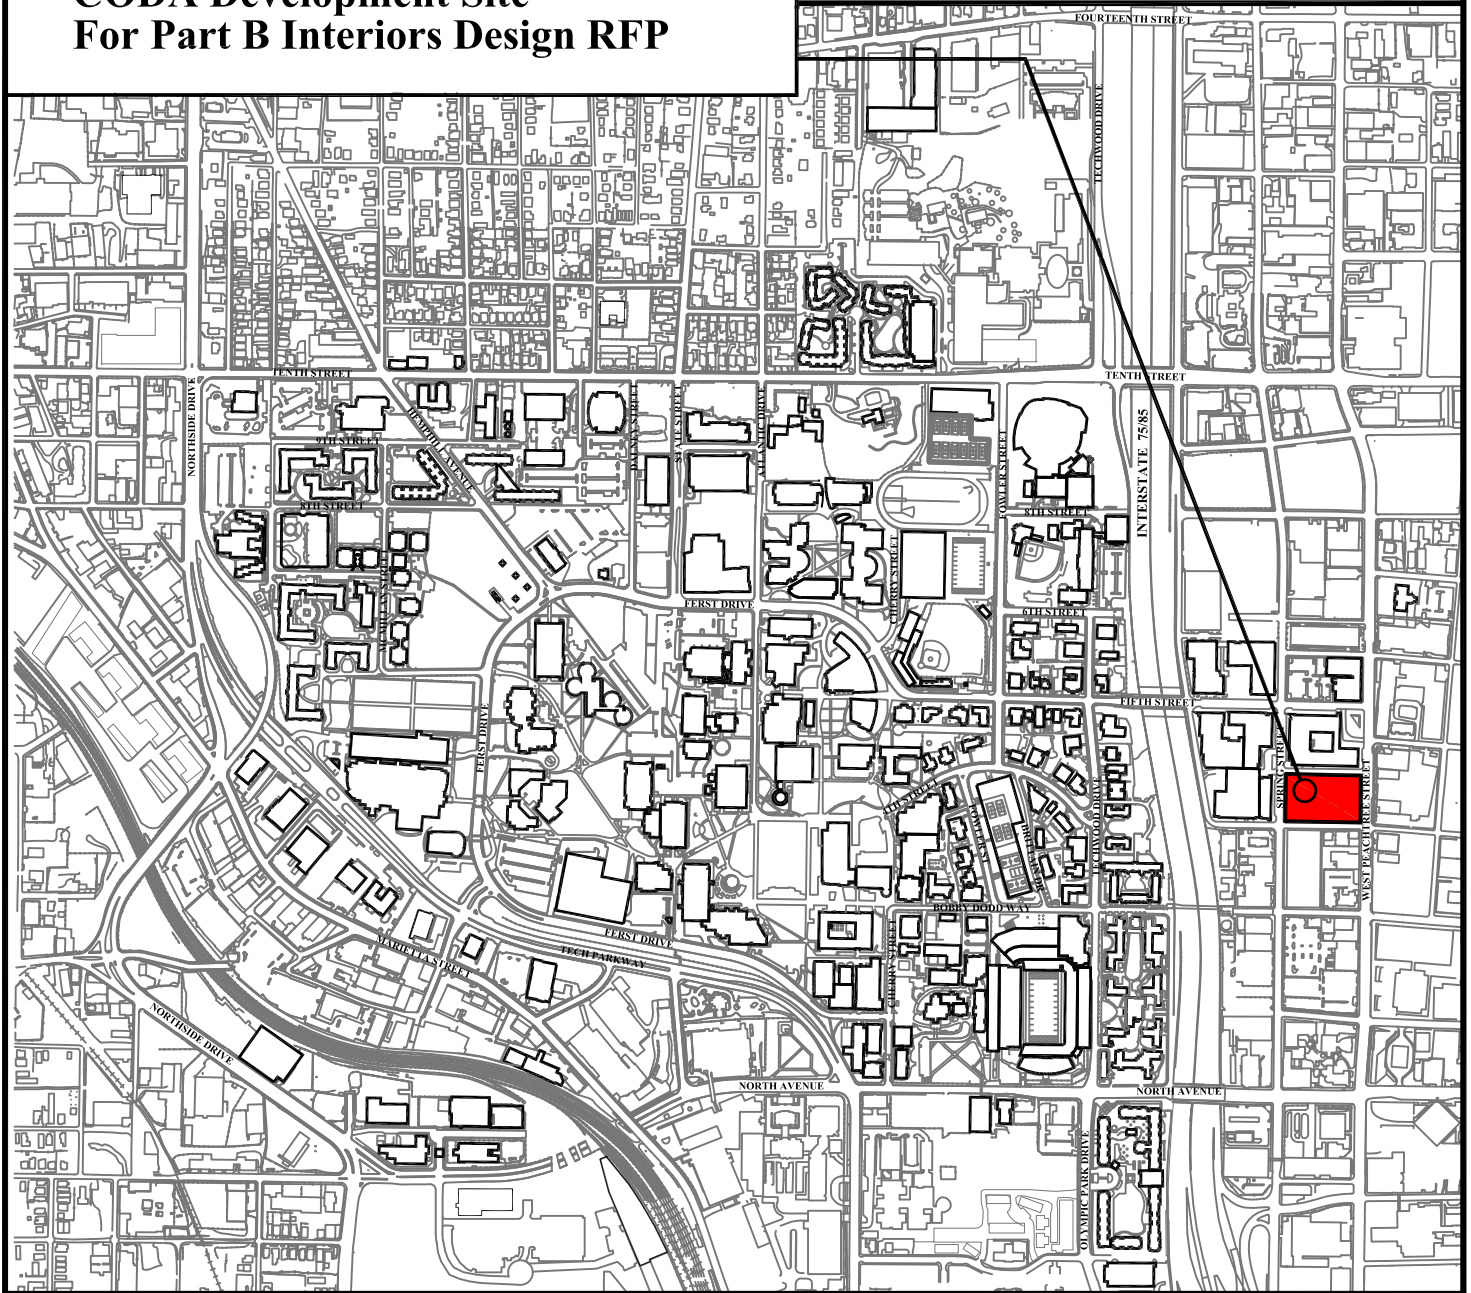 CODA Development Site
For Part B Interiors Design RFP
FOURTEENTH STREET
TECHWOOD DRIVE
TENTH STREET
TENTH STREET
NORTHSIDE DRIVE
HEMPHILL AVENUE
DALNEY STREET
STATE STREET
ATLANTIC DRIVE
INTERSTATE 75/85
9TH STREET
FOWLER STREET
8TH STREET
8TH STREET
CHERRY STREET
FERST DRIVE
6TH STREET
FIFTH STREET
FERST DRIVE
SPRING STREET
WEST PEACHTREE STREET
4TH STREET
TECHWOOD DRIVE
BOBBY DODD WAY
FERST DRIVE
TECH PARKWAY
MARIETTA STREET
CHERRY STREET
NORTHSIDE DRIVE
NORTH AVENUE
NORTH AVENUE
OLYMPIC PARK DRIVE